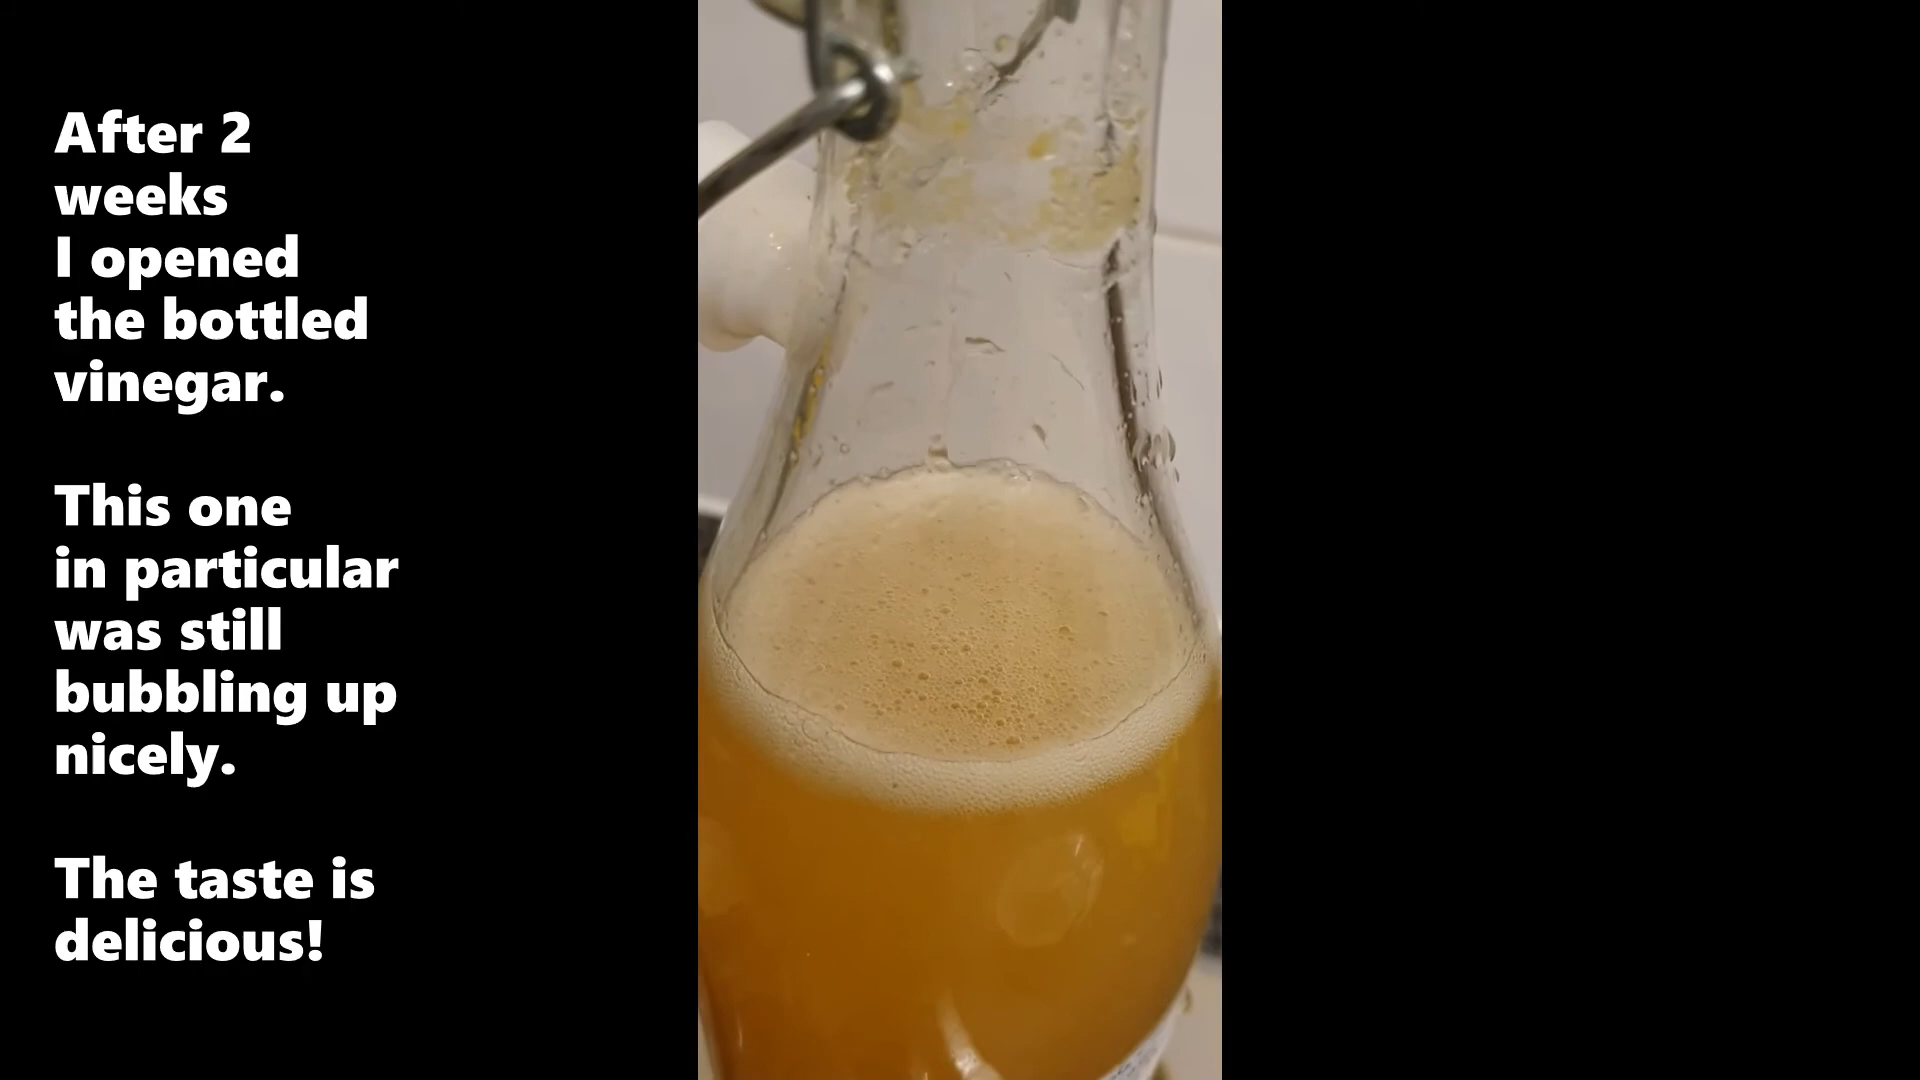 After 2
weeks
I opened
the bottled
vinegar.
This one
in particular
was still
bubbling up
nicely.
The taste is
delicious!